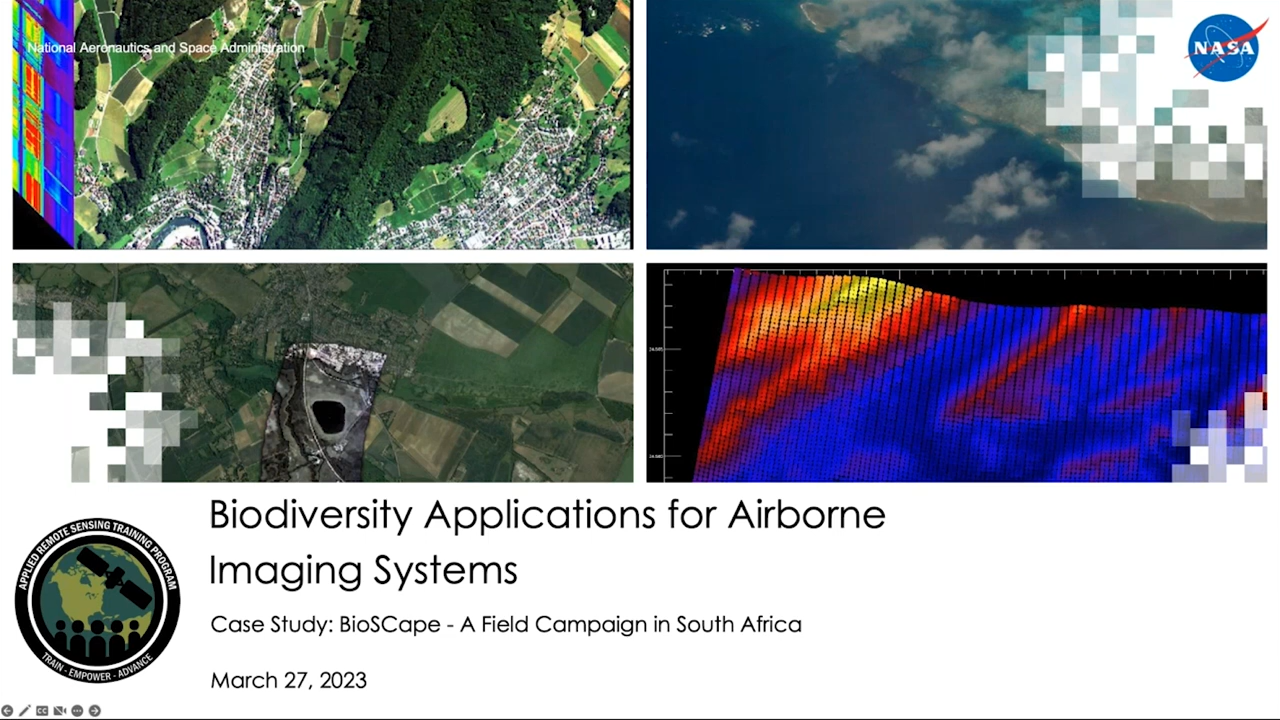 National Aeronautics and Space Administration
NASA
Biodiversity Applications for Airborne
Imaging Systems
Case Study: BioSCape - A Field Campaign in South Africa
March 27, 2023
APPLIED REMOTE SENSING TRAINING PROGRAM
TRAIN - EMPOWER - ADVANCE
CC